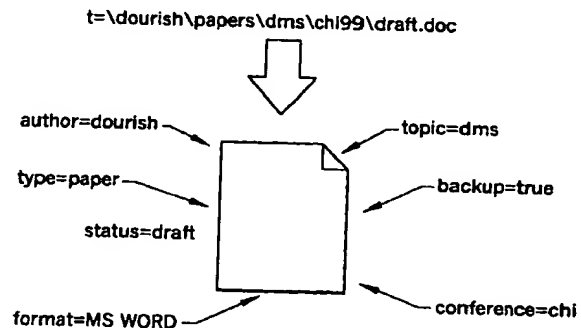 t=\dourish\papers\dms\chi99\draft.doc
author=dourish
topic=dms
type=paper
backup=true
status=draft
format=MS WORD
conference=chi